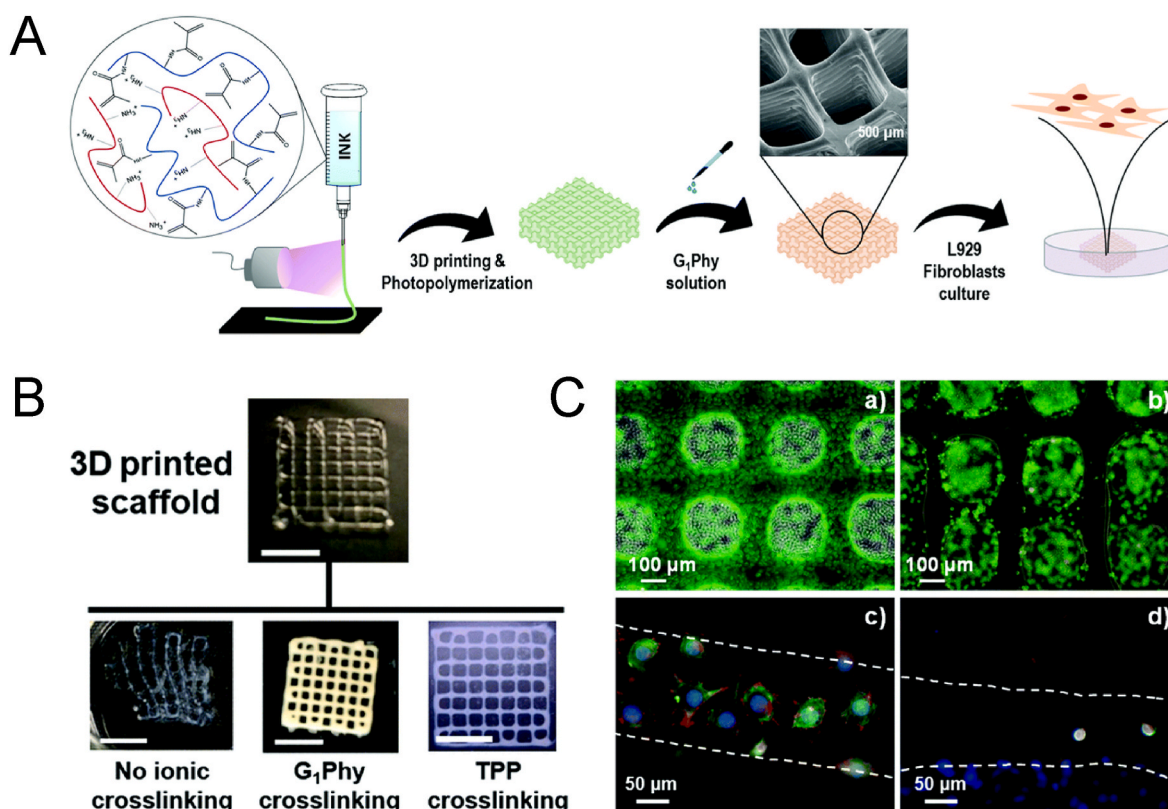 A
INK
3D printing &
Photopolymerization
G₁Phy
solution
500 µm
L929
Fibroblasts
culture
B
3D printed
scaffold
No ionic
crosslinking
G₁Phy
crosslinking
TPP
crosslinking
C
a)
100 µm
b)
100 µm
c)
50 µm
d)
50 µm